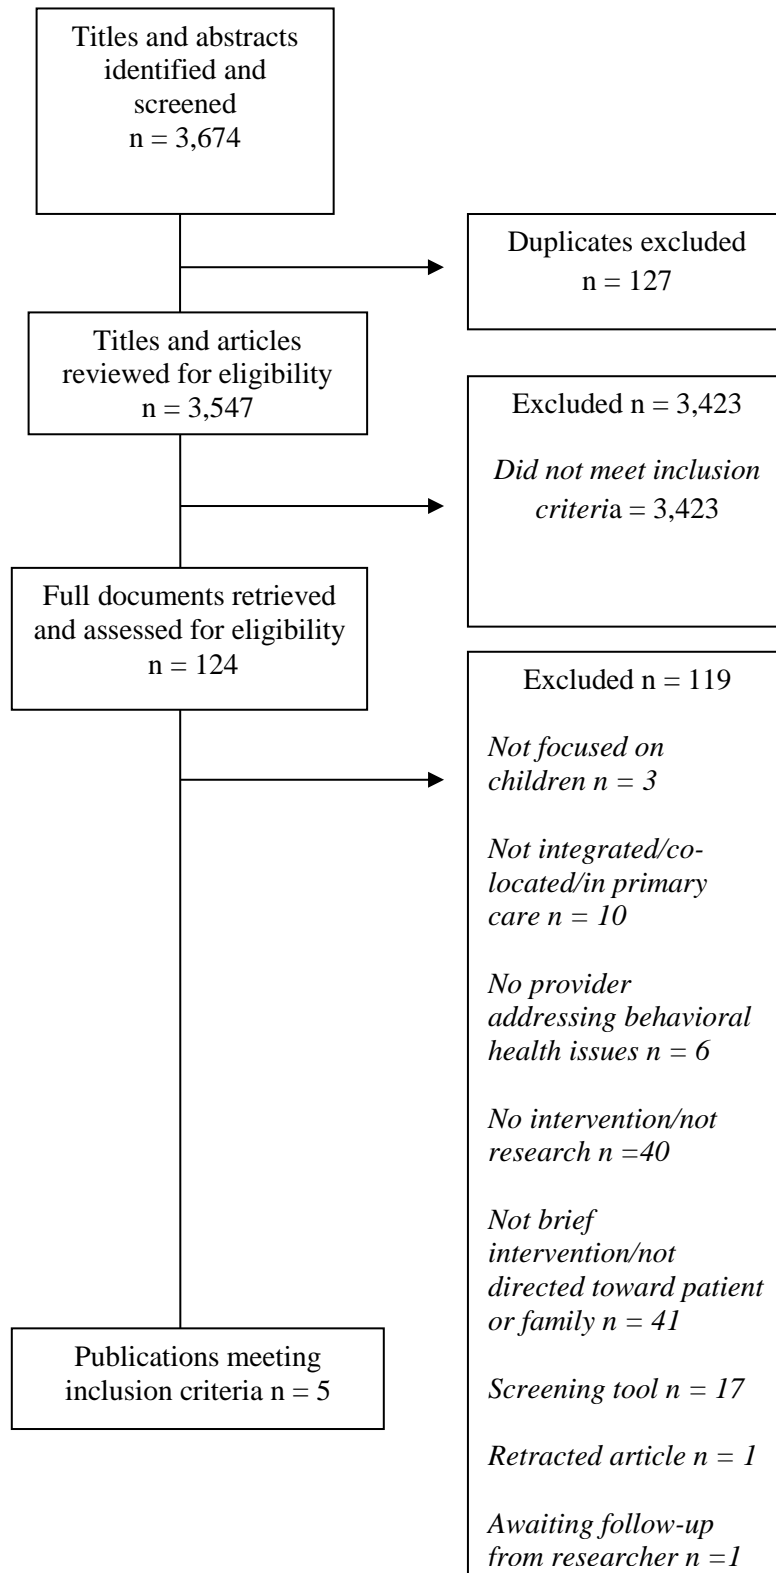 Titles and abstracts
identified and
screened
n = 3,674
Duplicates excluded
n = 127
Titles and articles
reviewed for eligibility
n = 3,547
Excluded n = 3,423
Did not meet inclusion
criteria = 3,423
Full documents retrieved
and assessed for eligibility
n = 124
Excluded n = 119
Not focused on
children n = 3
Not integrated/co-
located/in primary
care n = 10
No provider
addressing behavioral
health issues n = 6
No intervention/not
research n =40
Not brief
intervention/not
directed toward patient
or family n = 41
Screening tool n = 17
Retracted article n = 1
Awaiting follow-up
from researcher n =1
Publications meeting
inclusion criteria n = 5